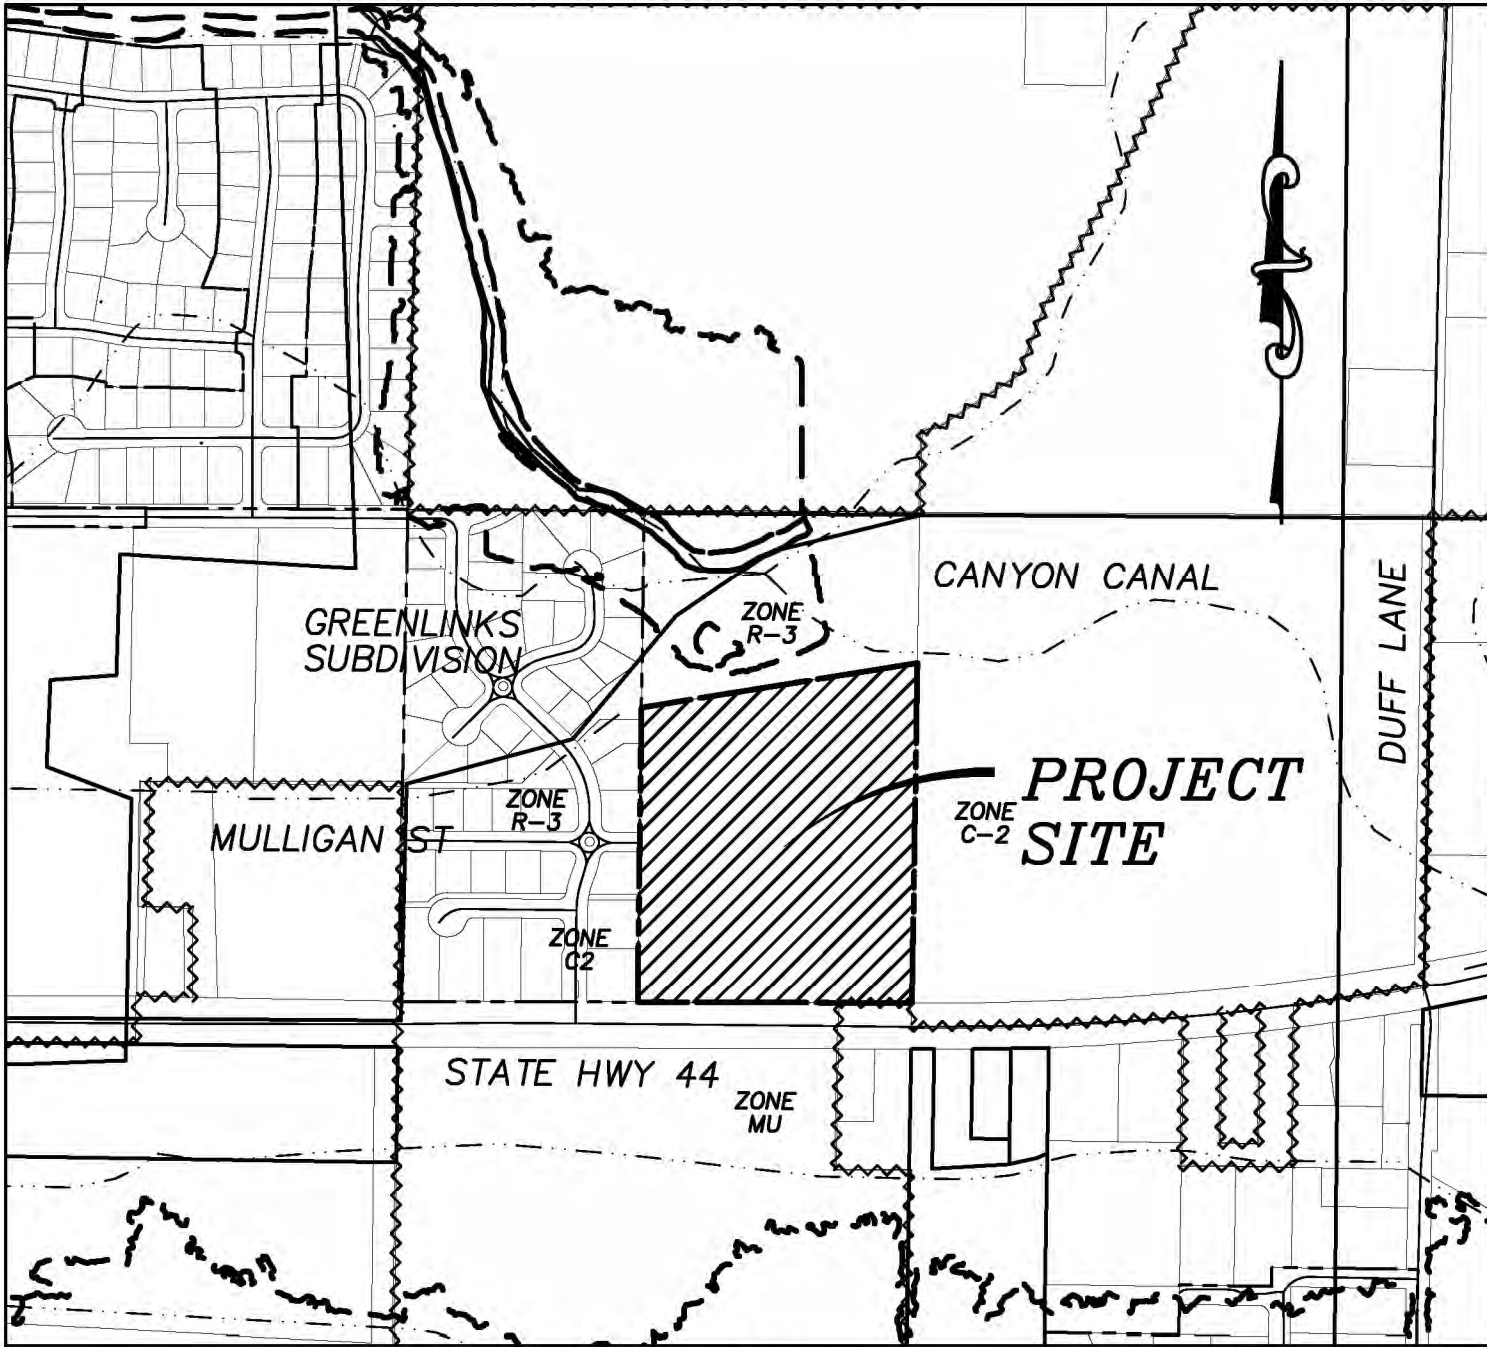 CANYON CANAL
ZONE
R-3
GREENLINKS
SUBDIVISION
DUFF LANE
PROJECT
SITE
ZONE
C-2
ZONE
R-3
MULLIGAN ST
ZONE
C2
STATE HWY 44
ZONE
MU